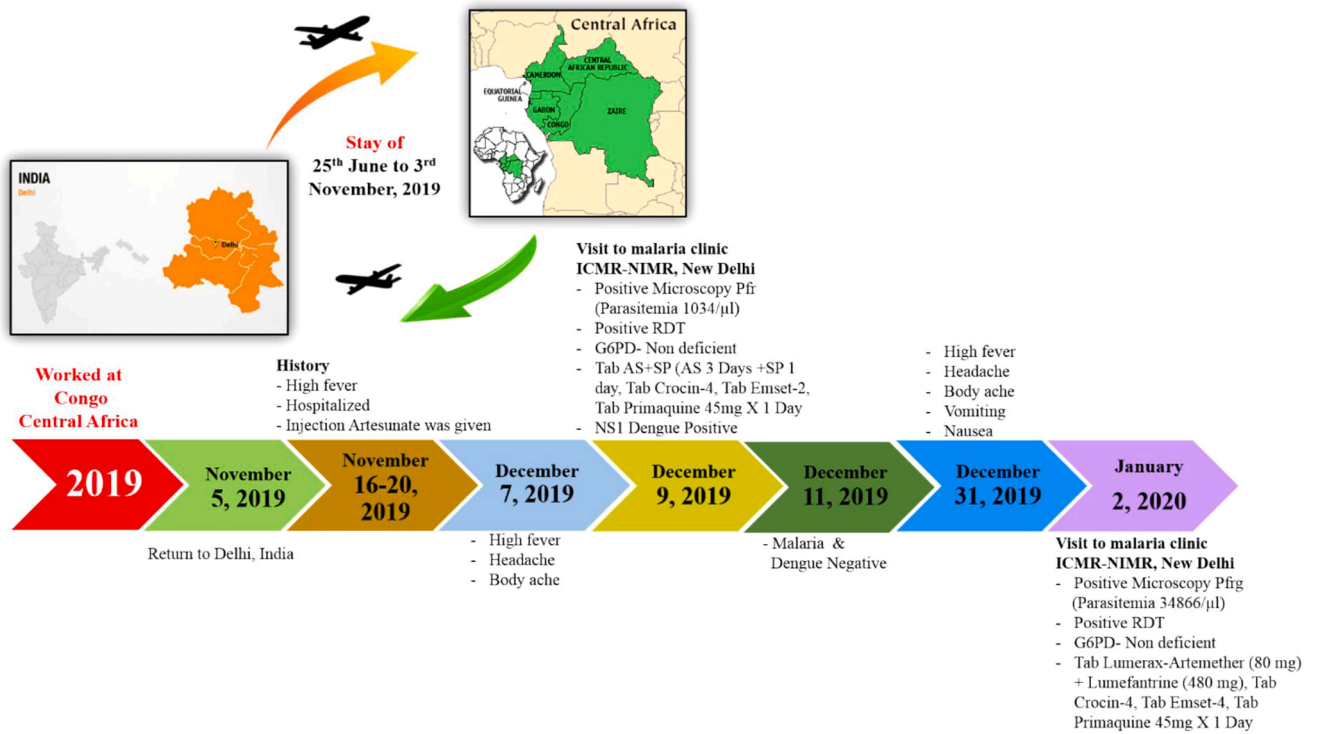 Central Africa
CENTRAL
AFRICAN REPUBLIC
CAMEROON
EQUATORIAL
GUINEA
GABON
CONGO
ZAIRE
Stay of
25th June to 3rd
November, 2019
INDIA
Delhi
Delhi
Visit to malaria clinic
ICMR-NIMR, New Delhi
- Positive Microscopy Pfr
(Parasitemia 1034/µl)
- Positive RDT
- G6PD- Non deficient
- Tab AS+SP (AS 3 Days +SP 1
day, Tab Crocin-4, Tab Emset-2,
Tab Primaquine 45mg X 1 Day
- NS1 Dengue Positive
History
- High fever
- Hospitalized
- Injection Artesunate was given
- High fever
- Headache
- Body ache
- Vomiting
- Nausea
Worked at
Congo
Central Africa
2019
November
5, 2019
November
16-20,
2019
December
7, 2019
December
9, 2019
December
11, 2019
December
31, 2019
January
2, 2020
Return to Delhi, India
- High fever
- Headache
- Body ache
- Malaria &
Dengue Negative
Visit to malaria clinic
ICMR-NIMR, New Delhi
- Positive Microscopy Pfrg
(Parasitemia 34866/µl)
- Positive RDT
- G6PD- Non deficient
- Tab Lumerax-Artemether (80 mg)
+ Lumefantrine (480 mg), Tab
Crocin-4, Tab Emset-4, Tab
Primaquine 45mg X 1 Day